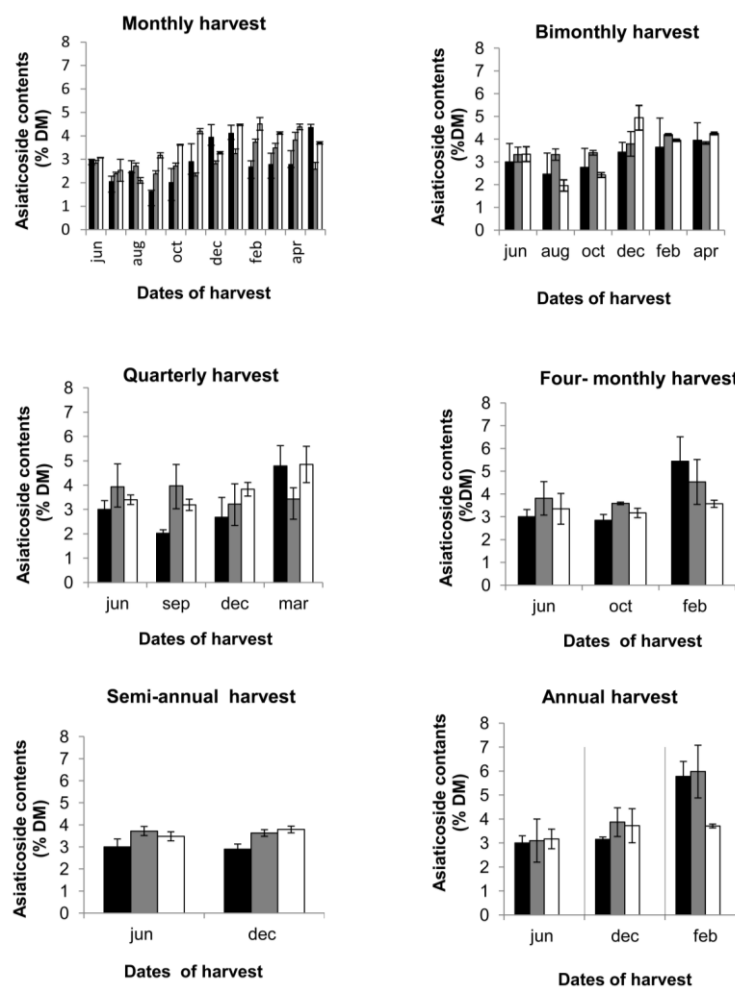 Monthly harvest
Asiaticoside contents
(% DM)
8
7
6
5
4
3
2
1
0
jun
aug
oct
dec
feb
apr
Dates of harvest
Bimonthly harvest
Asiaticoside contents
(%DM)
8
7
6
5
4
3
2
1
0
jun aug oct dec feb apr
Dates of harvest
Quarterly harvest
Asiaticoside contents
(% DM)
8
7
6
5
4
3
2
1
0
jun sep dec mar
Dates of harvest
Four- monthly harvest
Asiaticoside contents
(%DM)
8
7
6
5
4
3
2
1
0
jun oct feb
Dates of harvest
Semi-annual harvest
Asiaticoside contents
(% DM)
8
7
6
5
4
3
2
1
0
jun dec
Dates of harvest
Annual harvest
Asiaticoside contants
(% DM)
8
7
6
5
4
3
2
1
0
jun dec feb
Dates of harvest